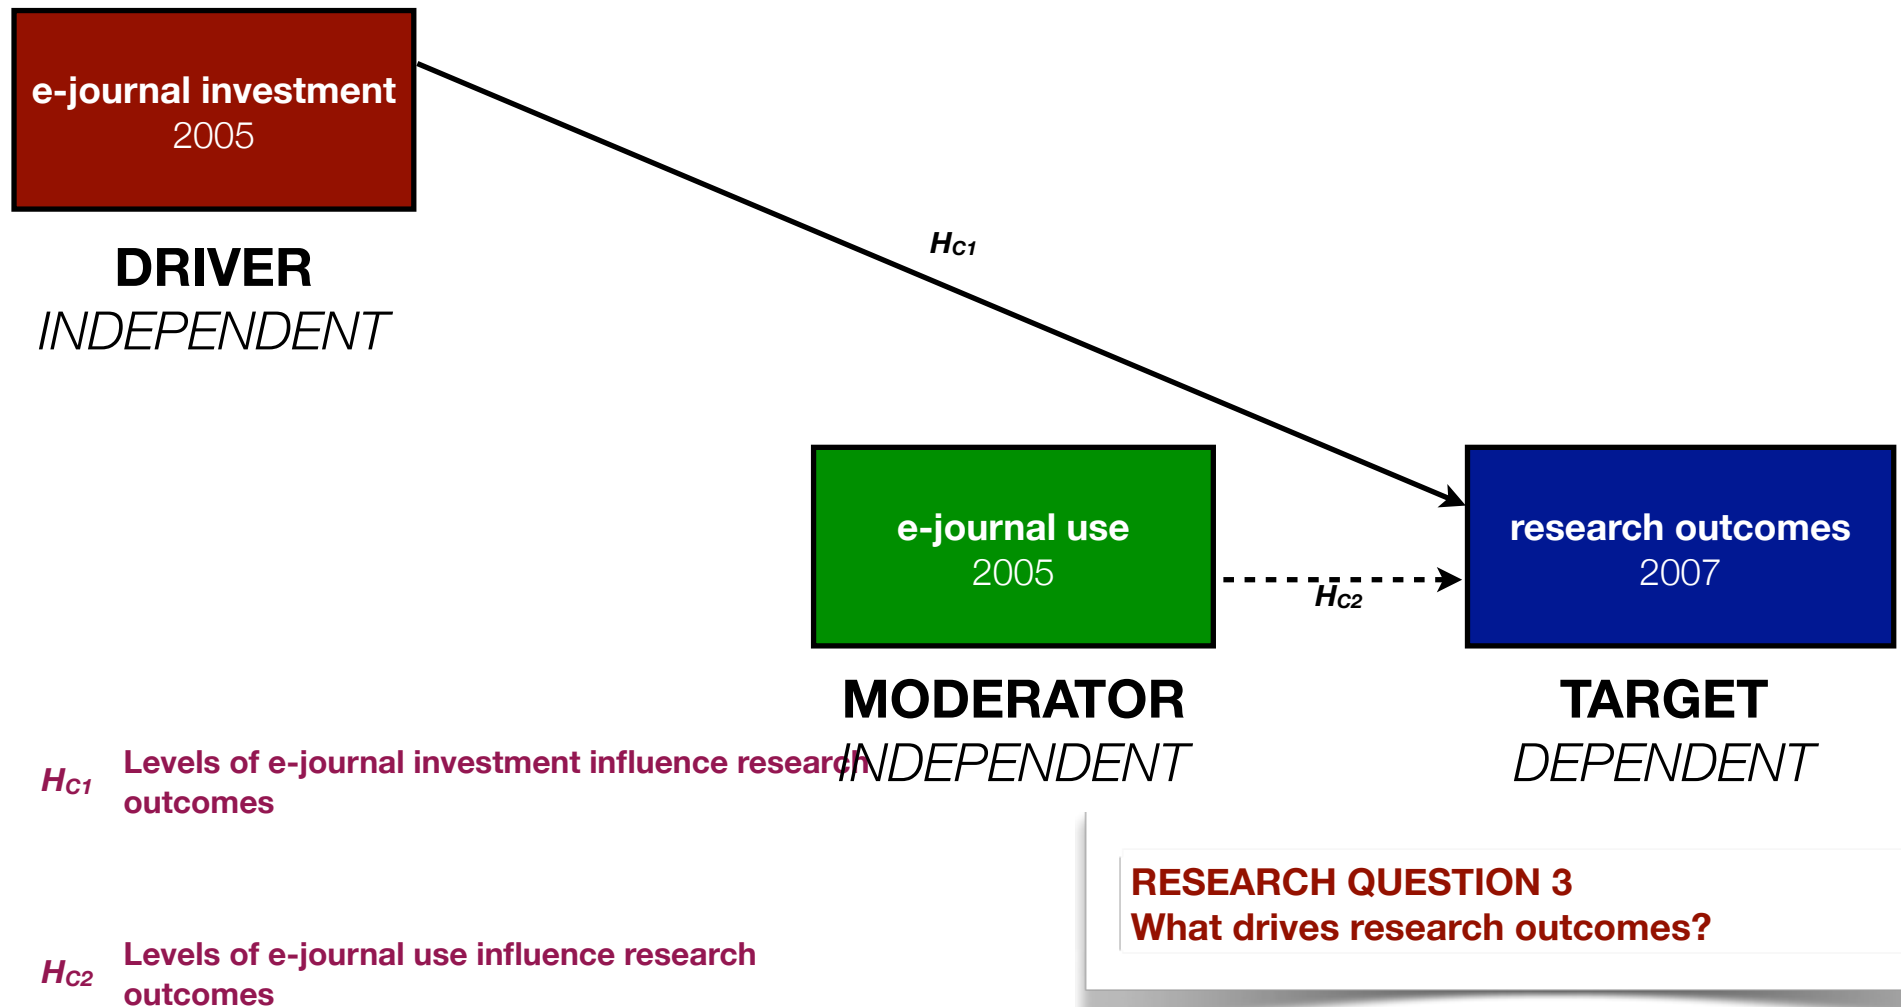 e-journal investment
2005
DRIVER
INDEPENDENT
HC1
e-journal use
2005
MODERATOR
INDEPENDENT
HC2
research outcomes
2007
TARGET
DEPENDENT
HC1 Levels of e-journal investment influence research
outcomes
HC2 Levels of e-journal use influence research
outcomes
RESEARCH QUESTION 3
What drives research outcomes?